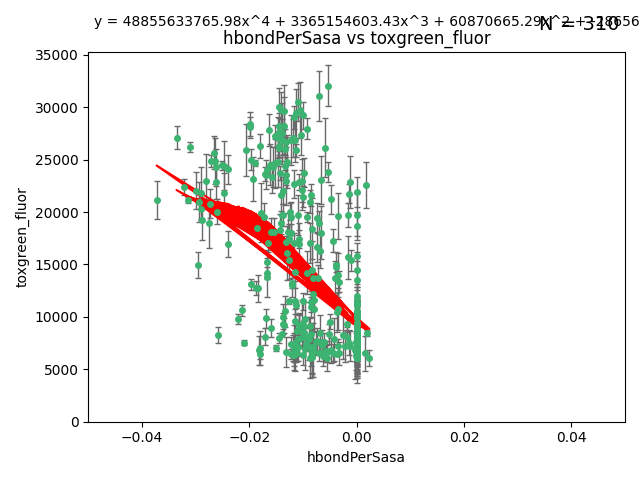 y = 48855633765.98x^4 + 3365154603.43x^3 + 60870665.29x^2 +
N = 310
hbondPerSasa vs toxgreen_fluor
35000
30000
25000
20000
15000
10000
5000
0
toxgreen_fluor
−0.04
−0.02
0.00
0.02
0.04
hbondPerSasa